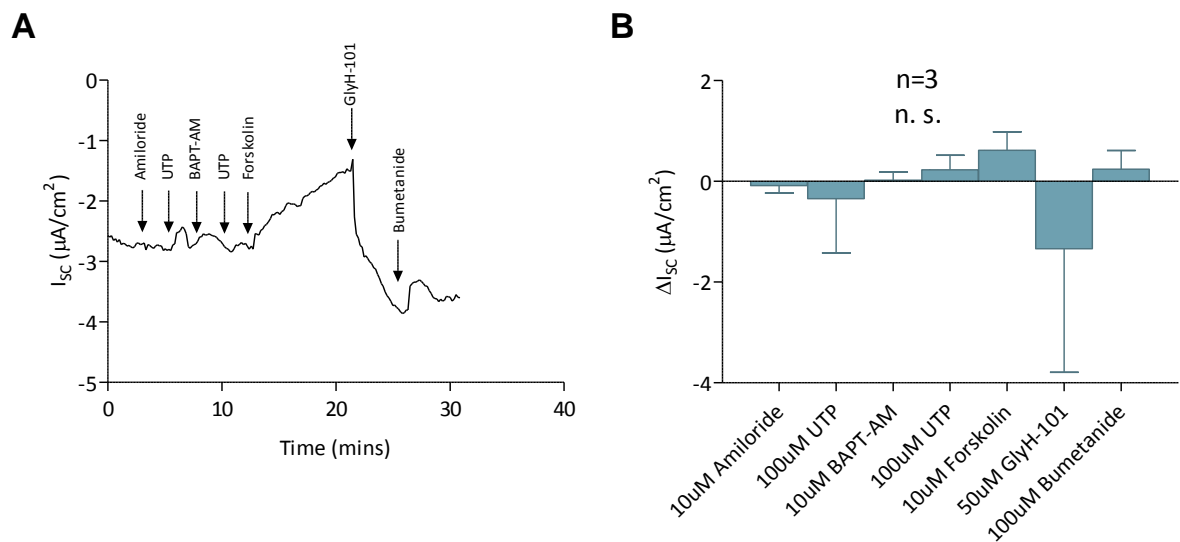 A
Amiloride
UTP
BAPT-AM
UTP
Forskolin
GlyH-101
Bumetanide
0
-1
-2
-3
-4
-5
I_SC (µA/cm²)
0 10 20 30 40
Time (mins)
B
n=3
n. s.
2
0
-2
-4
ΔI_SC (µA/cm²)
10uM Amiloride
100uM UTP
10uM BAPT-AM
100uM UTP
10uM Forskolin
50uM GlyH-101
100uM Bumetanide